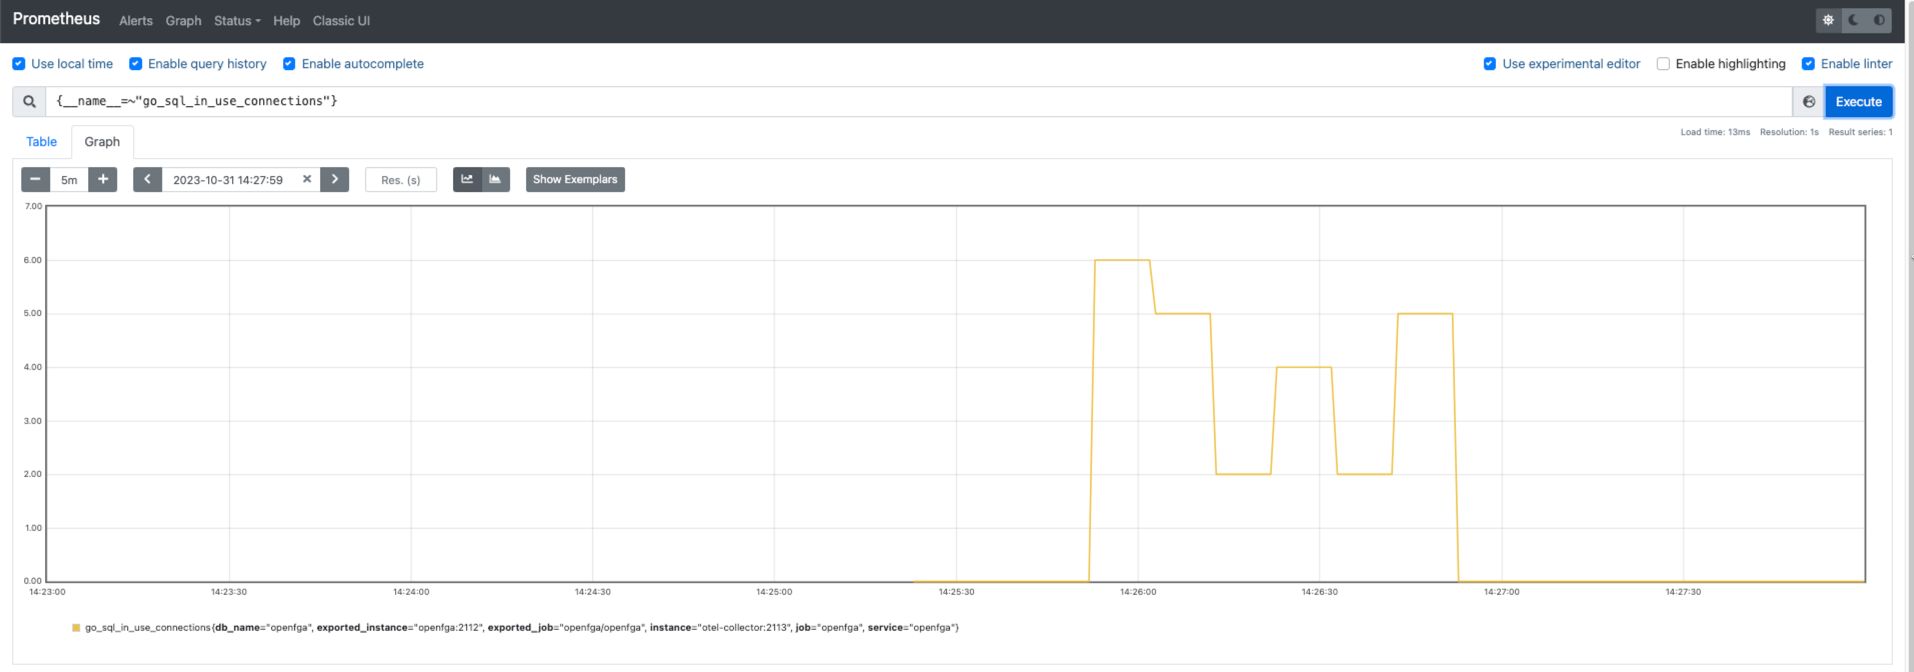 Prometheus Alerts Graph Status Help Classic UI
Use local time Enable query history Enable autocomplete Use experimental editor Enable highlighting Enable linter
{__name__=~"go_sql_in_use_connections"} Execute
Table Graph Load time: 13ms Resolution: 1s Result series: 1
5m 2023-10-31 14:27:59 × Res. (s) Show Exemplars
7.00
6.00
5.00
4.00
3.00
2.00
1.00
0.00
14:23:00 14:23:30 14:24:00 14:24:30 14:25:00 14:25:30 14:26:00 14:26:30 14:27:00 14:27:30
go_sql_in_use_connections{db_name="openfga", exported_instance="openfga:2112", exported_job="openfga/openfga", instance="otel-collector:2113", job="openfga", service="openfga"}